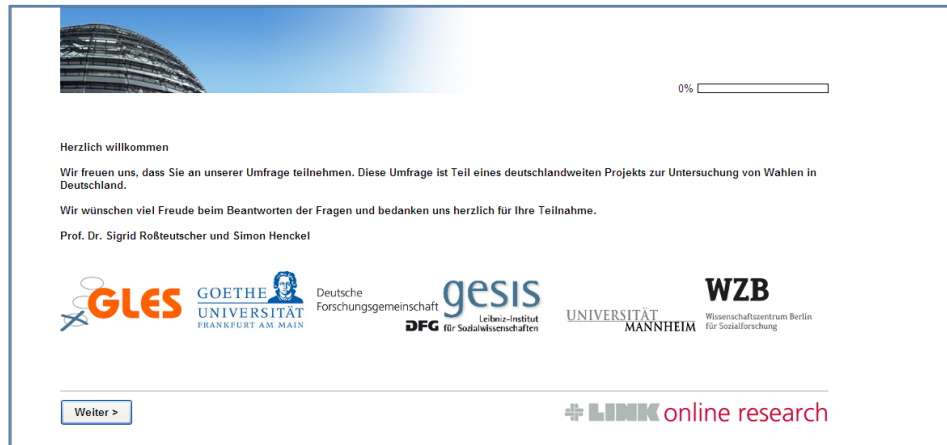 0%
Herzlich willkommen
Wir freuen uns, dass Sie an unserer Umfrage teilnehmen. Diese Umfrage ist Teil eines deutschlandweiten Projekts zur Untersuchung von Wahlen in
Deutschland.
Wir wünschen viel Freude beim Beantworten der Fragen und bedanken uns herzlich für Ihre Teilnahme.
Prof. Dr. Sigrid Roßteutscher und Simon Henckel
GLES
GOETHE
UNIVERSITÄT
FRANKFURT AM MAIN
Deutsche
Forschungsgemeinschaft
DFG
gesis
Leibniz-Institut
für Sozialwissenschaften
UNIVERSITÄT
MANNHEIM
WZB
Wissenschaftszentrum Berlin
für Sozialforschung
Weiter >
LINK online research